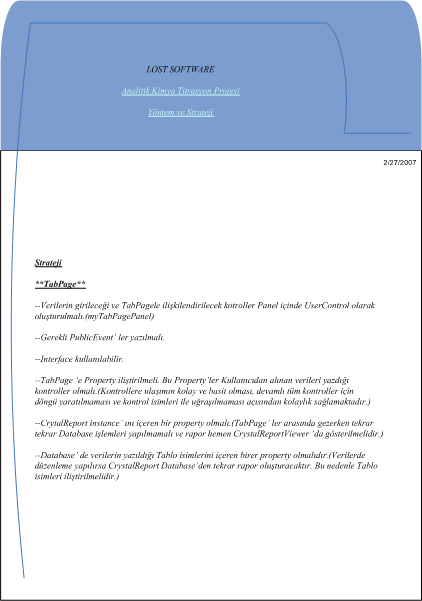 LOST SOFTWARE
Analitik Kimya Titrasyon Projesi
Yöntem ve Strateji
2/27/2007
Strateji
**TabPage**
--Verilerin girileceği ve TabPagele ilişkilendirilecek kotroller Panel içinde UserControl olarak
oluşturulmalı.(myTabPagePanel)
--Gerekli PublicEvent’ ler yazılmalı.
--Interface kullanılabilir.
--TabPage ‘e Property iliştirilmeli. Bu Property’ler Kullanıcıdan alınan verileri yazdığı
kontroller olmalı.(Kontrollere ulaşımın kolay ve basit olması, devamlı tüm kontroller için
döngü yaratılmaması ve kontrol isimleri ile uğraşılmaması açısından kolaylık sağlamaktadır.)
--CrytalReport instance’ ını içeren bir property olmalı.(TabPage’ ler arasında gezerken tekrar
tekrar Database işlemleri yapılmamalı ve rapor hemen CrystalReportViewer ‘da gösterilmelidir.)
--Database’ de verilerin yazıldığı Tablo isimlerini içeren birer property olmalıdır.(Verilerde
düzenleme yapılırsa CrystalReport Database’den tekrar rapor oluşturacaktır. Bu nedenle Tablo
isimleri iliştirilmelidir.)